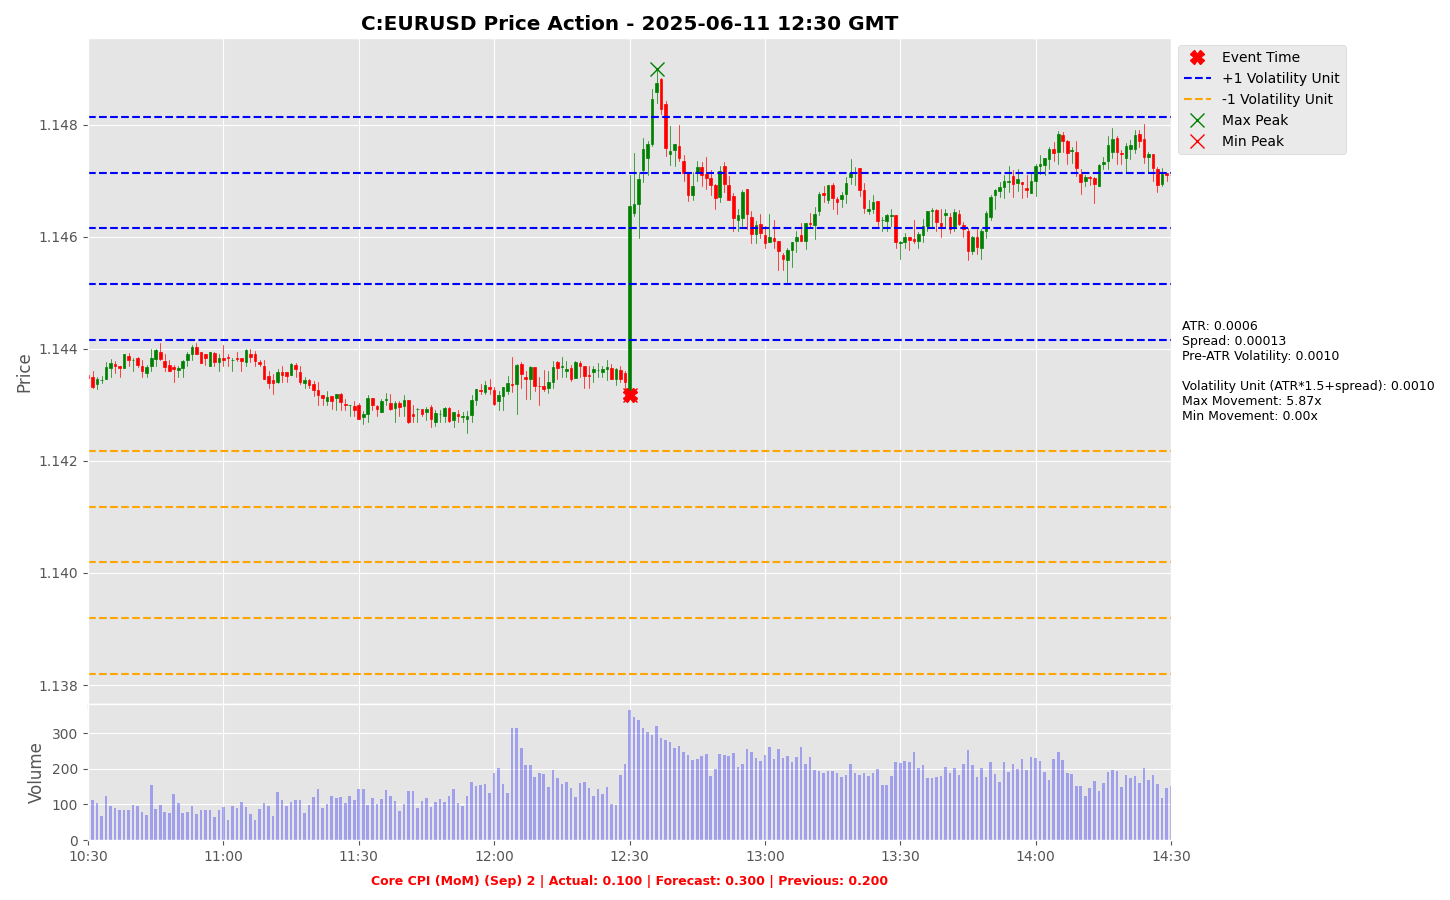 C:EURUSD Price Action - 2025-06-11 12:30 GMT
Event Time
+1 Volatility Unit
-1 Volatility Unit
Max Peak
Min Peak
Price
1.148
1.146
1.144
1.142
1.140
1.138
ATR: 0.0006
Spread: 0.00013
Pre-ATR Volatility: 0.0010
Volatility Unit (ATR*1.5+spread): 0.0010
Max Movement: 5.87x
Min Movement: 0.00x
Volume
300
200
100
0
10:30
11:00
11:30
12:00
12:30
13:00
13:30
14:00
14:30
Core CPI (MoM) (Sep) 2 | Actual: 0.100 | Forecast: 0.300 | Previous: 0.200